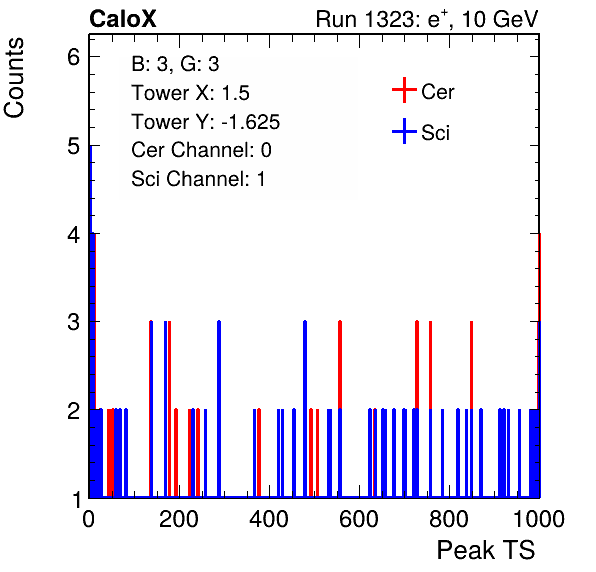 CaloX Run 1323: e+, 10 GeV
Counts
B: 3, G: 3
Tower X: 1.5
Tower Y: -1.625
Cer Channel: 0
Sci Channel: 1
Cer
Sci
6
5
4
3
2
1
0 200 400 600 800 1000
Peak TS